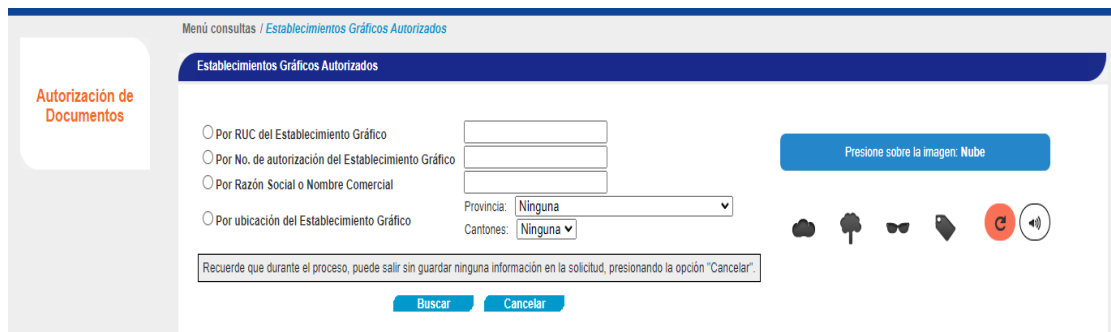 Menú consultas / Establecimientos Gráficos Autorizados
Establecimientos Gráficos Autorizados
Autorización de
Documentos
Por RUC del Establecimiento Gráfico
Por No. de autorización del Establecimiento Gráfico
Por Razón Social o Nombre Comercial
Por ubicación del Establecimiento Gráfico
Provincia: Ninguna
Cantones: Ninguna
Presione sobre la imagen: Nube
Recuerde que durante el proceso, puede salir sin guardar ninguna información en la solicitud, presionando la opción "Cancelar".
Buscar Cancelar